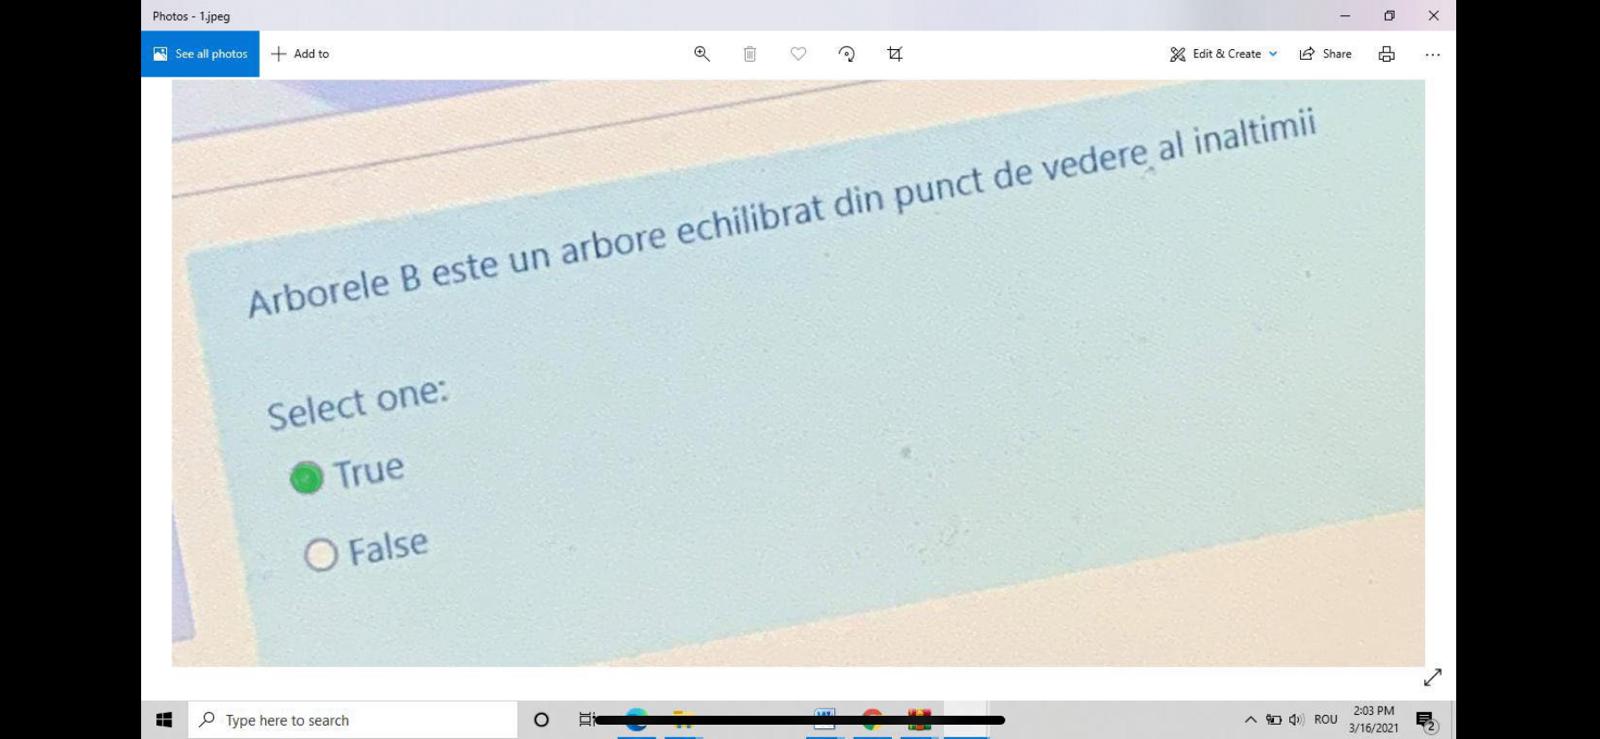 Photos - 1.jpeg
See all photos
Add to
Edit & Create
Share
Arborele B este un arbore echilibrat din punct de vedere al inaltimii
Select one:
True
False
Type here to search
ROU
2:03 PM
3/16/2021
2